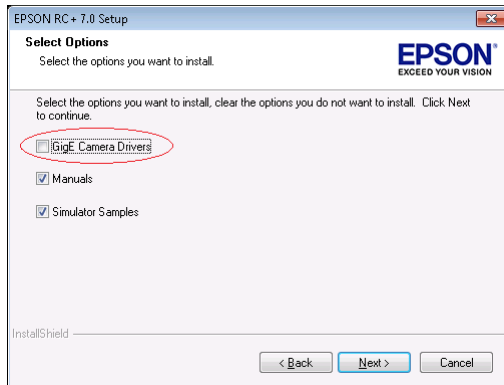 EPSON RC+ 7.0 Setup
Select Options
Select the options you want to install.
EPSON®
EXCEED YOUR VISION
Select the options you want to install, clear the options you do not want to install. Click Next
to continue.
GigE Camera Drivers
Manuals
Simulator Samples
InstallShield
< Back
Next >
Cancel